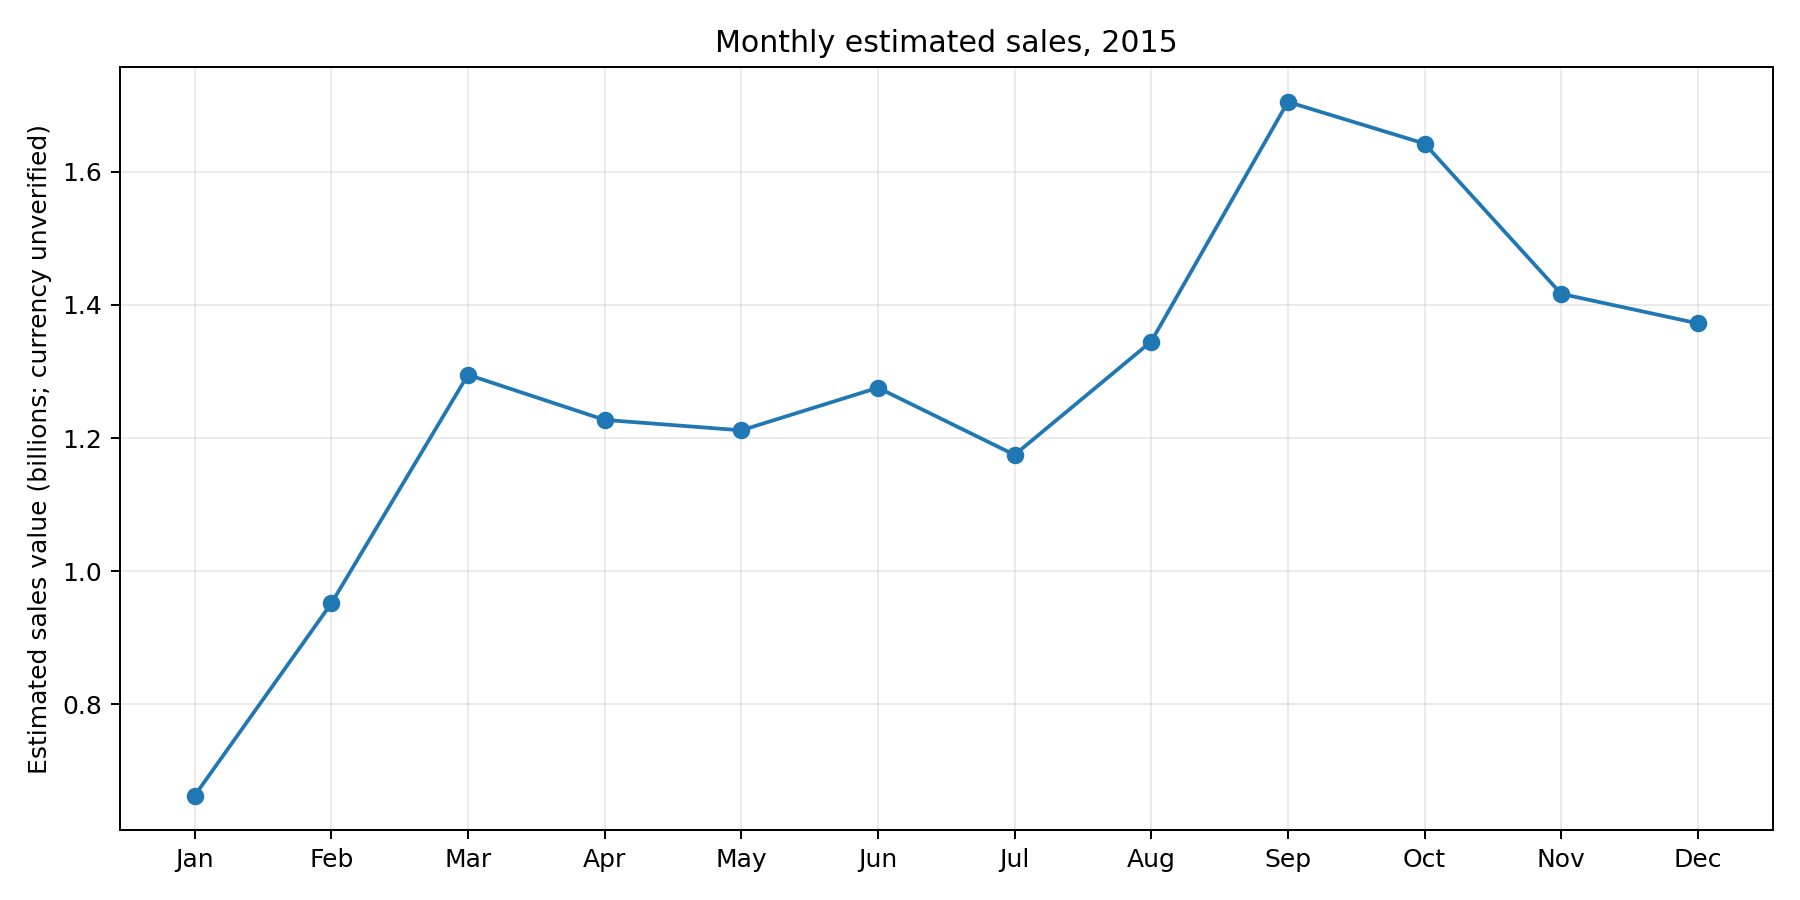 Monthly estimated sales, 2015
Estimated sales value (billions; currency unverified)
1.6
1.4
1.2
1.0
0.8
Jan Feb Mar Apr May Jun Jul Aug Sep Oct Nov Dec